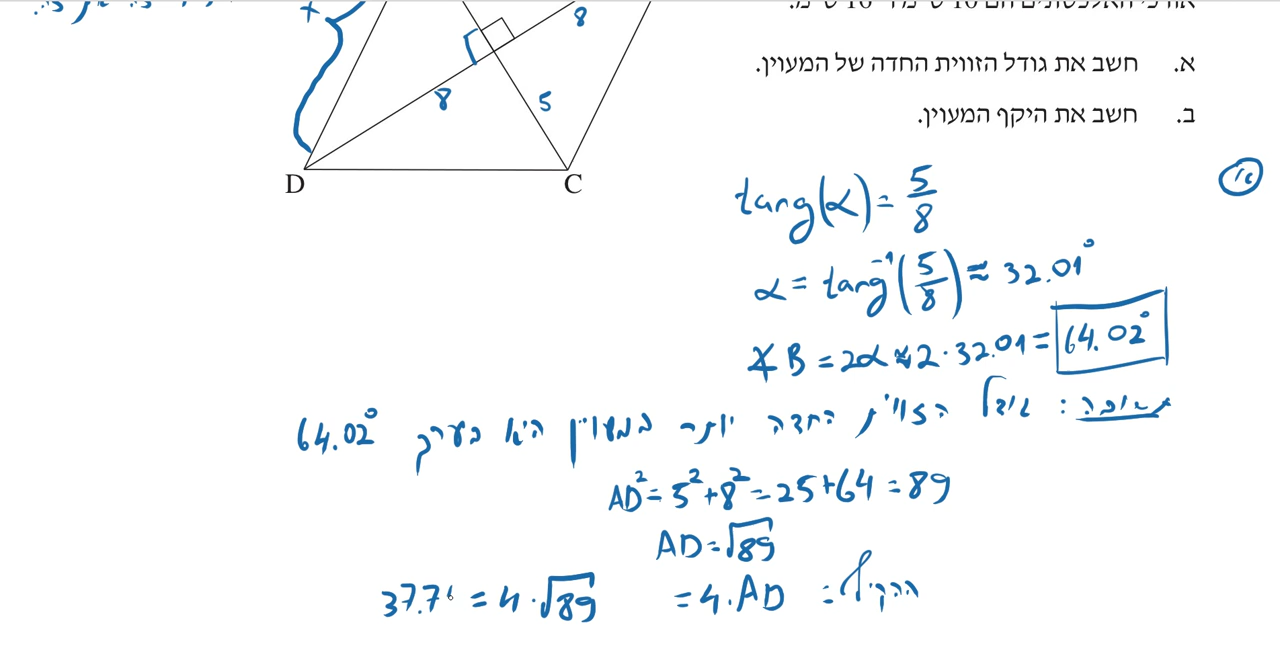 א. חשב את גודל הזווית החדה של המעוין.
ב. חשב את היקף המעוין.
x
8
8
5
D
C
tang(α) = 5/8
α = tang⁻¹(5/8) ≈ 32.01°
∢B = 2α ≈ 2·32.01 = 64.02°
תשובה: גודל הזווית החדה יותר במעוין היא בערך 64.02°
AD² = 5² + 8² = 25 + 64 = 89
AD = √89
ההיקף = 4·AD = 4·√89 = 37.7